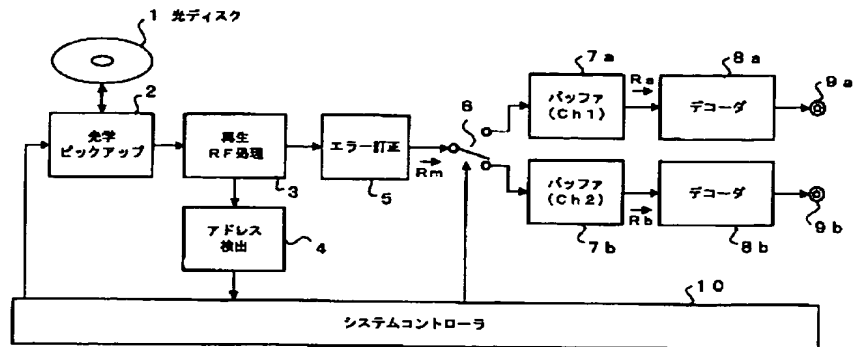 1 光ディスク
2
光学
ピックアップ
再生
RF処理
3
アドレス
検出
4
エラー訂正
5
Rm
6
7a
バッファ
(Ch1)
Ra
8a
デコーダ
9a
バッファ
(Ch2)
7b
Rb
デコーダ
8b
9b
10
システムコントローラ